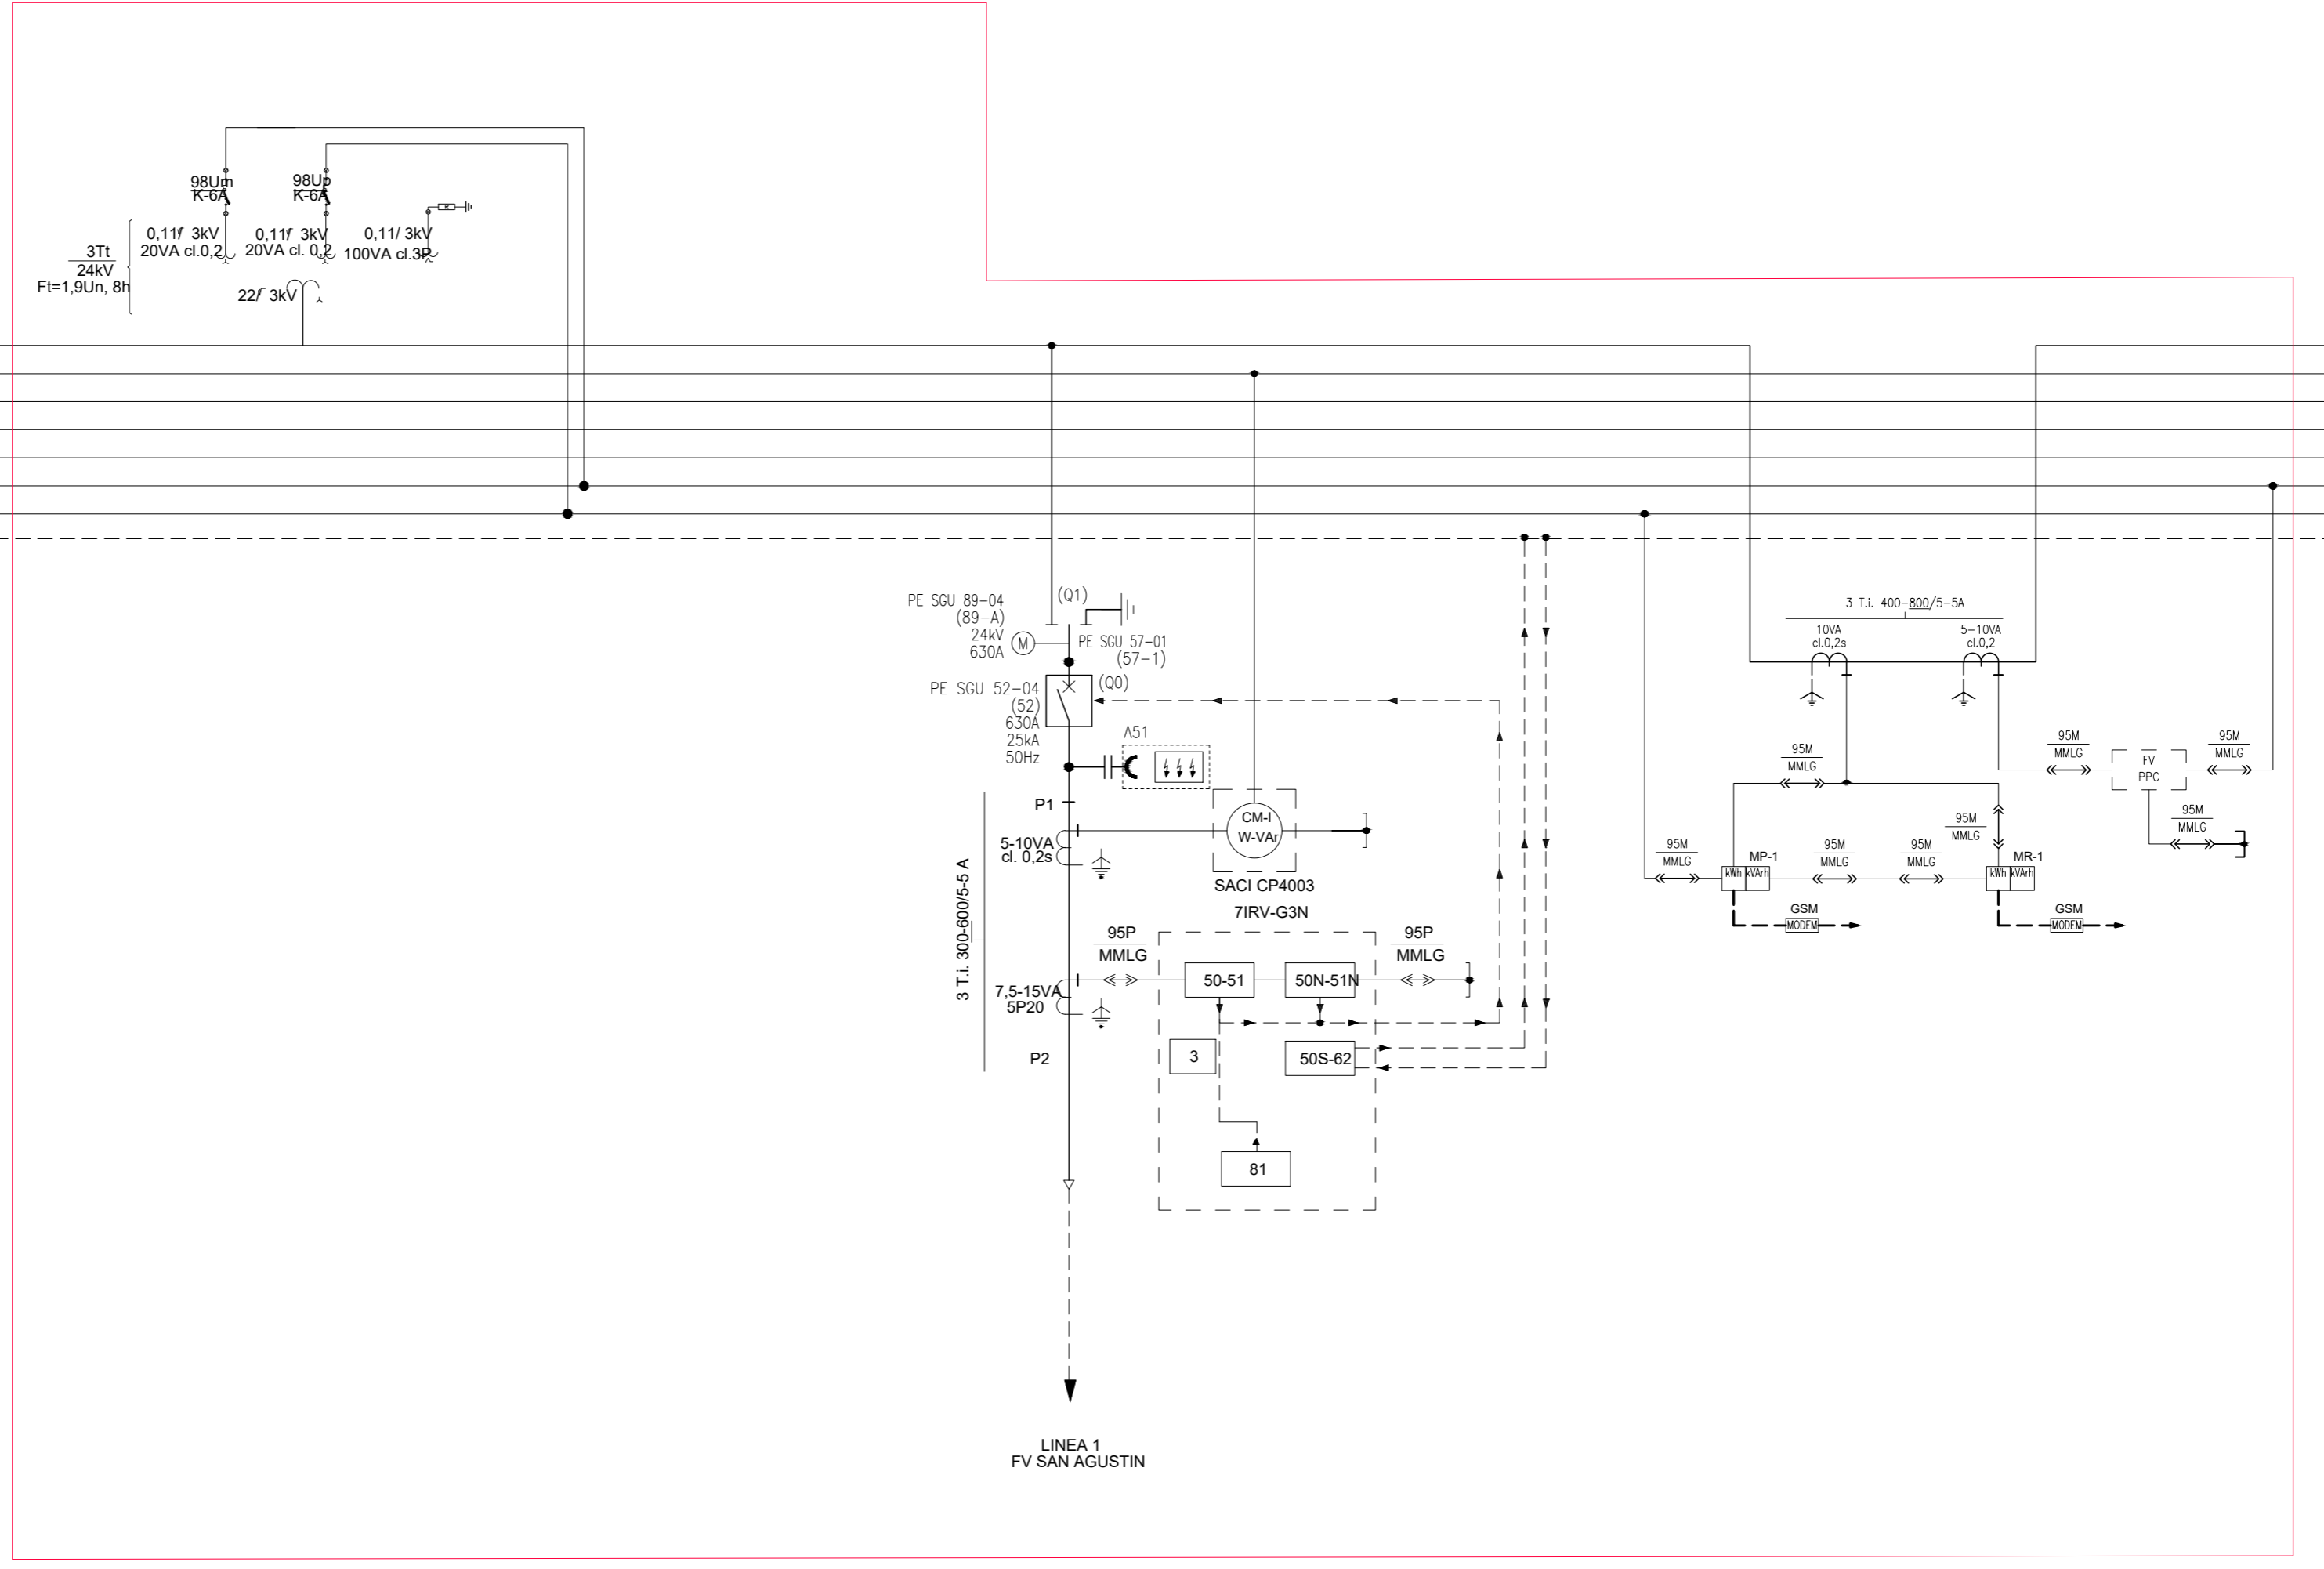 98Um
K-6A
98Up
K-6A
0,11/ 3kV
20VA cl.0,2
0,11/ 3kV
20VA cl. 0,2
0,11/ 3kV
100VA cl.3P
3Tt
24kV
Ft=1,9Un, 8h
22/ 3kV
PE SGU 89-04
(89-A)
24kV
630A
M
(Q1)
PE SGU 57-01
(57-1)
PE SGU 52-04
(52)
630A
25kA
50Hz
(Q0)
A51
P1
5-10VA
cl. 0,2s
3 T.i. 300-600/5-5 A
7,5-15VA
5P20
P2
CM-I
W-VAr
SACI CP4003
7IRV-G3N
95P
MMLG
50-51
50N-51N
95P
MMLG
3
50S-62
81
LINEA 1
FV SAN AGUSTIN
3 T.i. 400-800/5-5A
10VA
cl.0,2s
5-10VA
cl.0,2
95M
MMLG
95M
MMLG
FV
PPC
95M
MMLG
95M
MMLG
95M
MMLG
95M
MMLG
MP-1
kWh
kVArh
95M
MMLG
95M
MMLG
MR-1
kWh
kVArh
GSM
MODEM
GSM
MODEM